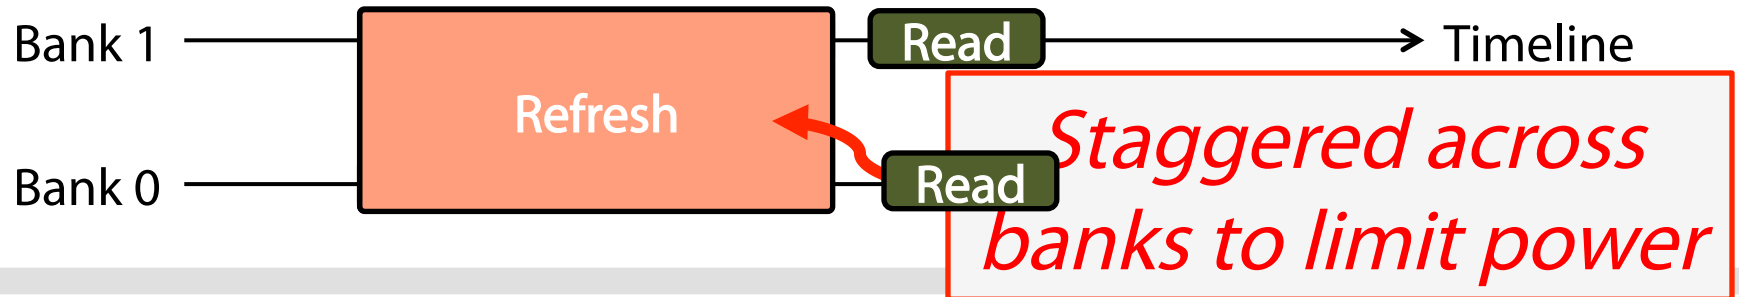 Bank 1
Read
Timeline
Refresh
Staggered across
Bank 0
Read
banks to limit power